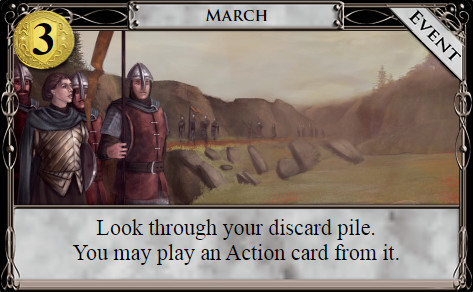 MARCH
3
EVENT
Look through your discard pile.
You may play an Action card from it.